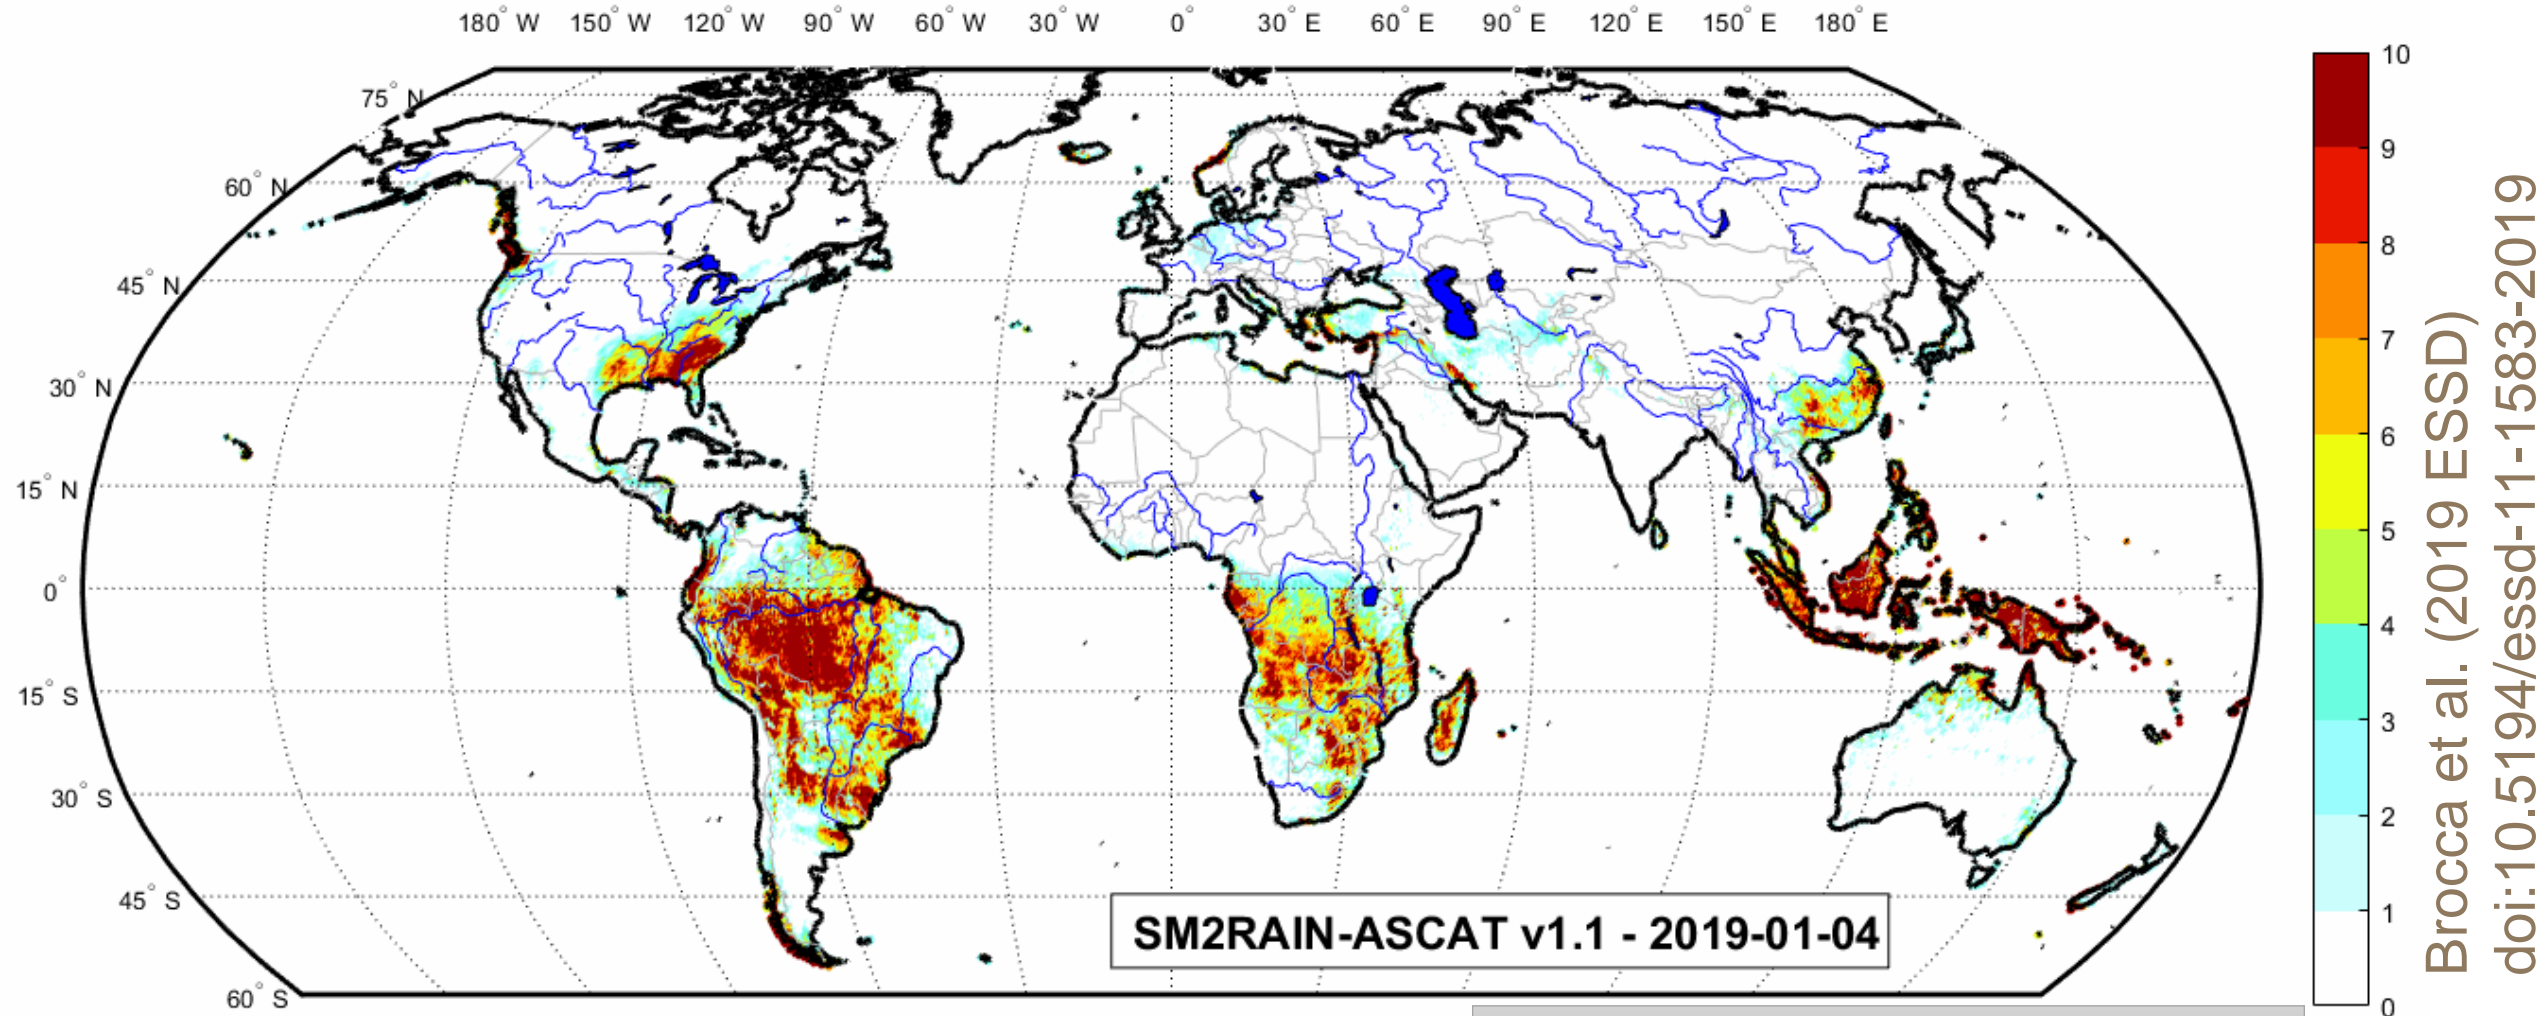 180° W 150° W 120° W 90° W 60° W 30° W 0° 30° E 60° E 90° E 120° E 150° E 180° E
75° N
60° N
45° N
30° N
15° N
0°
15° S
30° S
45° S
60° S
SM2RAIN-ASCAT v1.1 - 2019-01-04
10
9
8
7
6
5
4
3
2
1
0
Brocca et al. (2019 ESSD)
doi:10.5194/essd-11-1583-2019